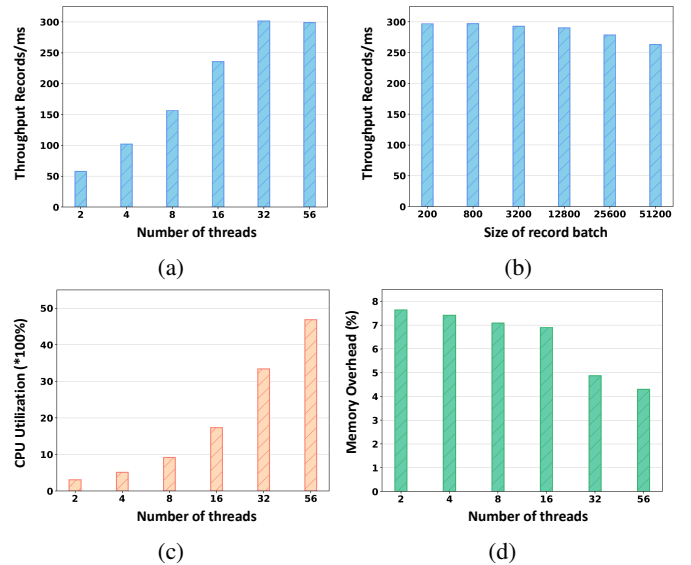 Throughput Records/ms
300
250
200
150
100
50
0
2 4 8 16 32 56
Number of threads
(a)
Throughput Records/ms
300
250
200
150
100
50
0
200 800 3200 12800 25600 51200
Size of record batch
(b)
CPU Utilization (*100%)
50
40
30
20
10
0
2 4 8 16 32 56
Number of threads
(c)
Memory Overhead (%)
8
7
6
5
4
3
2
1
0
2 4 8 16 32 56
Number of threads
(d)